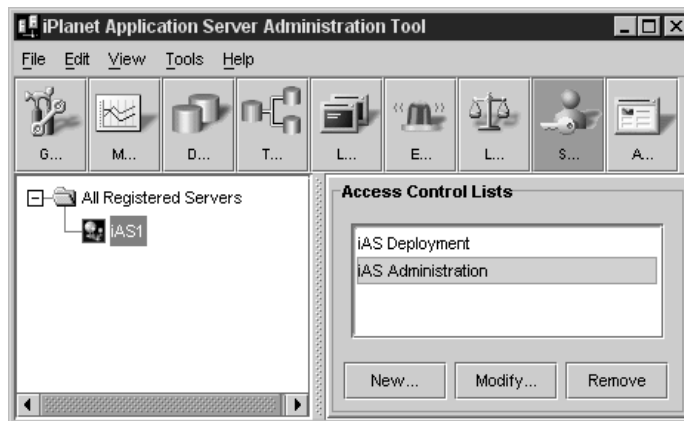 iPlanet Application Server Administration Tool
File Edit View Tools Help
G... M... D... T... L... E... L... S... A...
All Registered Servers
iAS1
Access Control Lists
iAS Deployment
iAS Administration
New... Modify... Remove